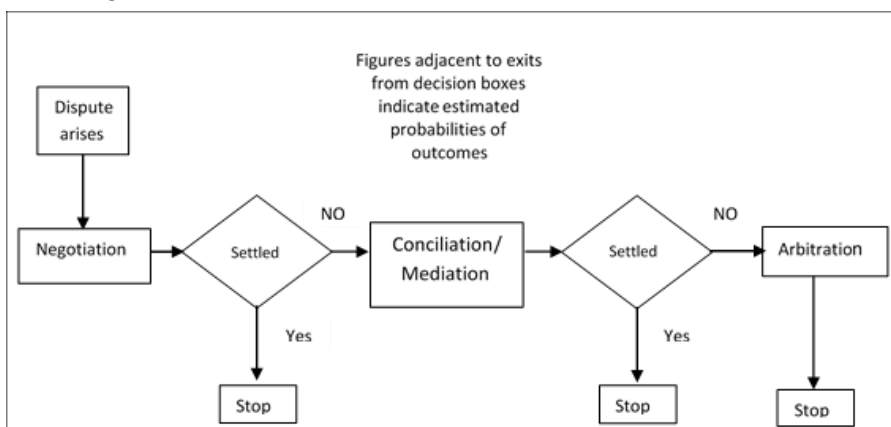 Figures adjacent to exits
from decision boxes
indicate estimated
probabilities of
outcomes
Dispute
arises
Negotiation
Settled
NO
Conciliation/
Mediation
Settled
NO
Arbitration
Yes
Yes
Stop
Stop
Stop